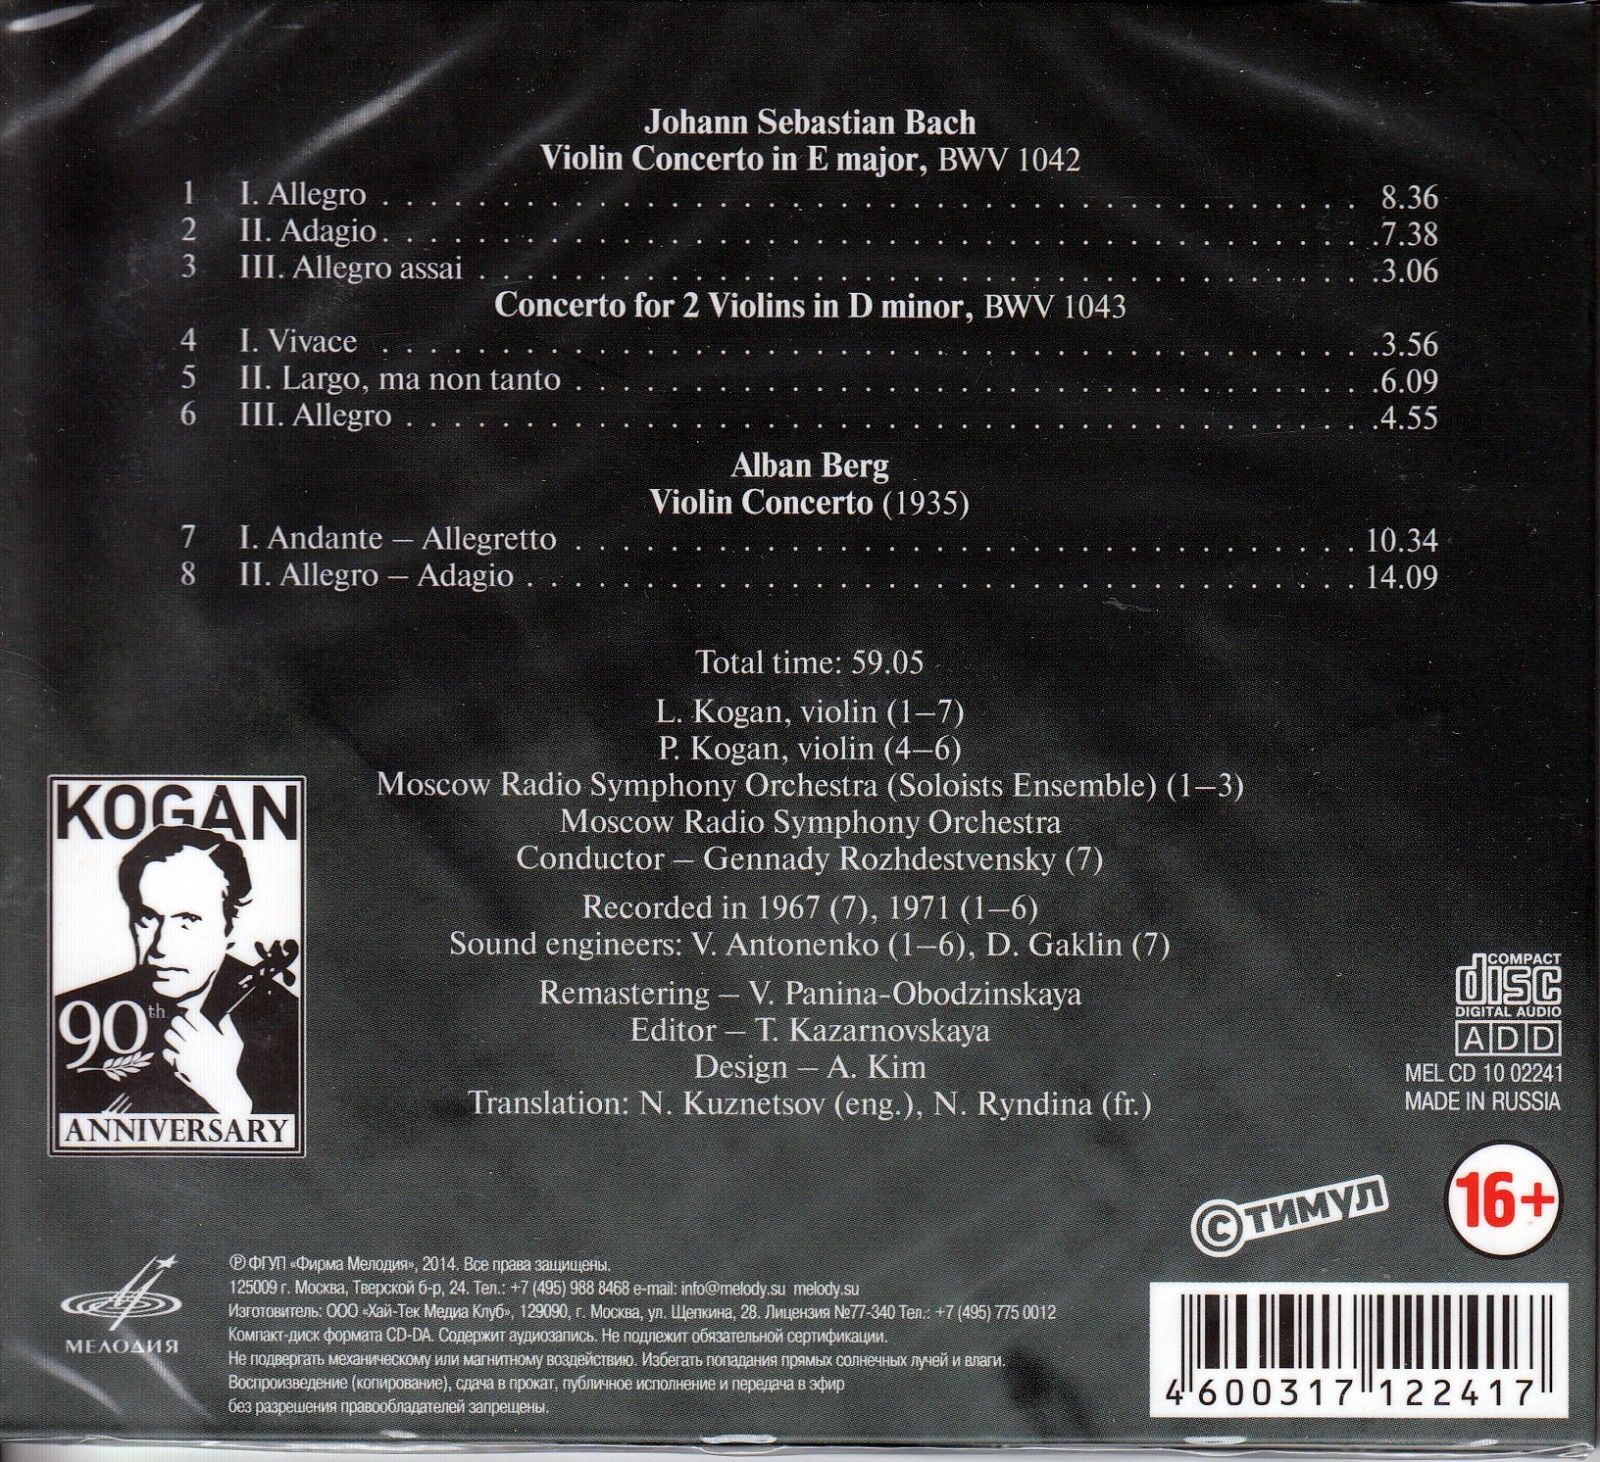 Johann Sebastian Bach
Violin Concerto in E major, BWV 1042
1 I. Allegro 8.36
2 II. Adagio 7.38
3 III. Allegro assai 3.06
Concerto for 2 Violins in D minor, BWV 1043
4 I. Vivace 3.56
5 II. Largo, ma non tanto 6.09
6 III. Allegro 4.55
Alban Berg
Violin Concerto (1935)
7 I. Andante – Allegretto 10.34
8 II. Allegro – Adagio 14.09
Total time: 59.05
L. Kogan, violin (1–7)
P. Kogan, violin (4–6)
Moscow Radio Symphony Orchestra (Soloists Ensemble) (1–3)
Moscow Radio Symphony Orchestra
Conductor – Gennady Rozhdestvensky (7)
Recorded in 1967 (7), 1971 (1–6)
Sound engineers: V. Antonenko (1–6), D. Gaklin (7)
Remastering – V. Panina-Obodzinskaya
Editor – T. Kazarnovskaya
Design – A. Kim
Translation: N. Kuznetsov (eng.), N. Ryndina (fr.)
KOGAN
90th
ANNIVERSARY
COMPACT
disc
DIGITAL AUDIO
ADD
MEL CD 10 02241
MADE IN RUSSIA
©ТИМУЛ
16+
МЕЛОДИЯ
℗ ФГУП «Фирма Мелодия», 2014. Все права защищены.
125009 г. Москва, Тверской б-р, 24. Тел.: +7 (495) 988 8468 e-mail: info@melody.su melody.su
Изготовитель: ООО «Хай-Тек Медиа Клуб», 129090, г. Москва, ул. Щепкина, 28. Лицензия №77-340 Тел.: +7 (495) 775 0012
Компакт-диск формата CD-DA. Содержит аудиозапись. Не подлежит обязательной сертификации.
Не подвергать механическому или магнитному воздействию. Избегать попадания прямых солнечных лучей и влаги.
Воспроизведение (копирование), сдача в прокат, публичное исполнение и передача в эфир
без разрешения правообладателей запрещены.
4 600317 122417